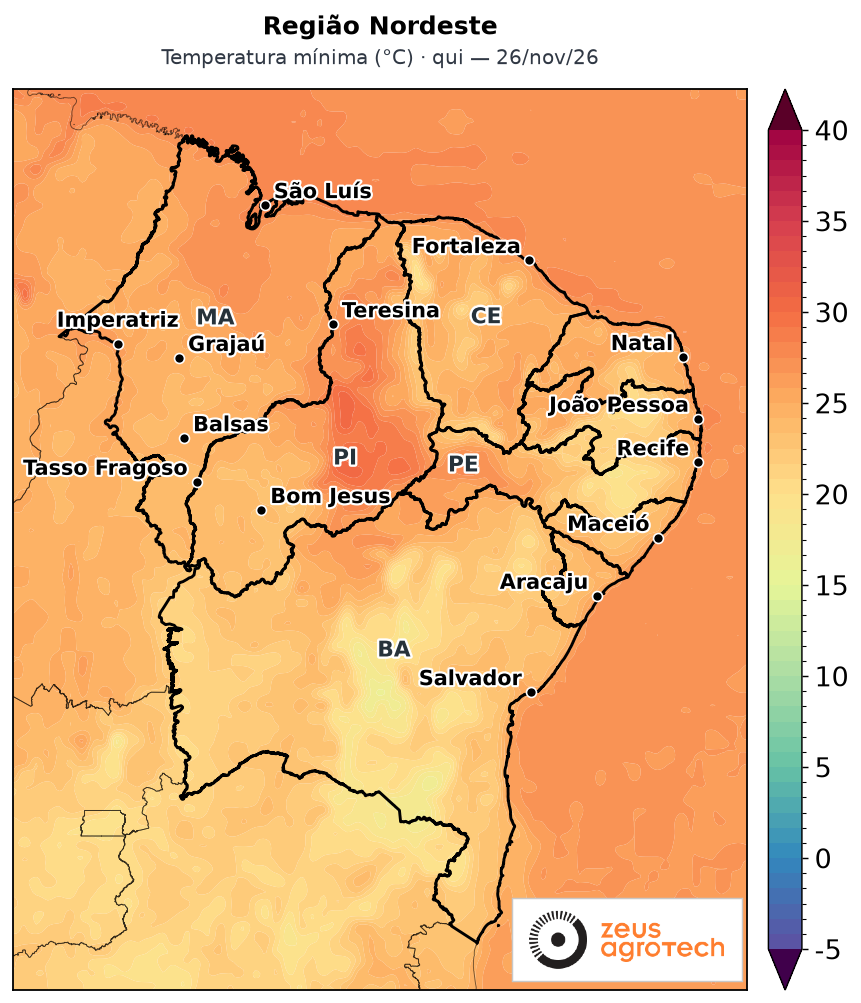 Região Nordeste
Temperatura mínima (°C) · qui — 26/nov/26
São Luís
Fortaleza
Teresina
MA
CE
Imperatriz
Grajaú
Natal
João Pessoa
Balsas
Recife
Tasso Fragoso
PI
PE
Bom Jesus
Maceió
Aracaju
BA
Salvador
40
35
30
25
20
15
10
5
0
-5
zeus
agrotech